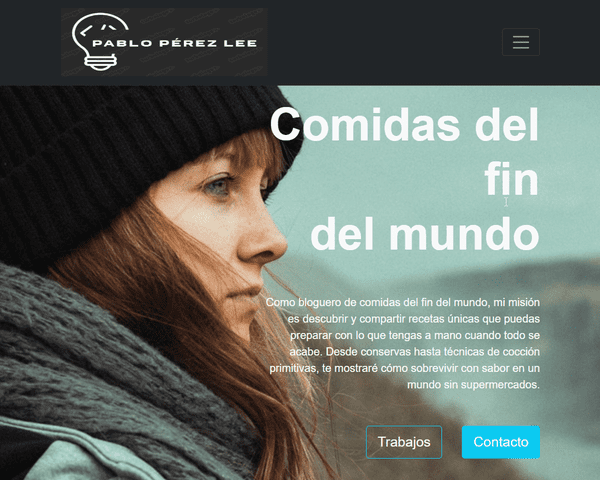 PABLO PÉREZ LEE
Comidas del
fin
del mundo
Como bloguero de comidas del fin del mundo, mi misión
es descubrir y compartir recetas únicas que puedas
preparar con lo que tengas a mano cuando todo se
acabe. Desde conservas hasta técnicas de cocción
primitivas, te mostraré cómo sobrevivir con sabor en un
mundo sin supermercados.
Trabajos
Contacto